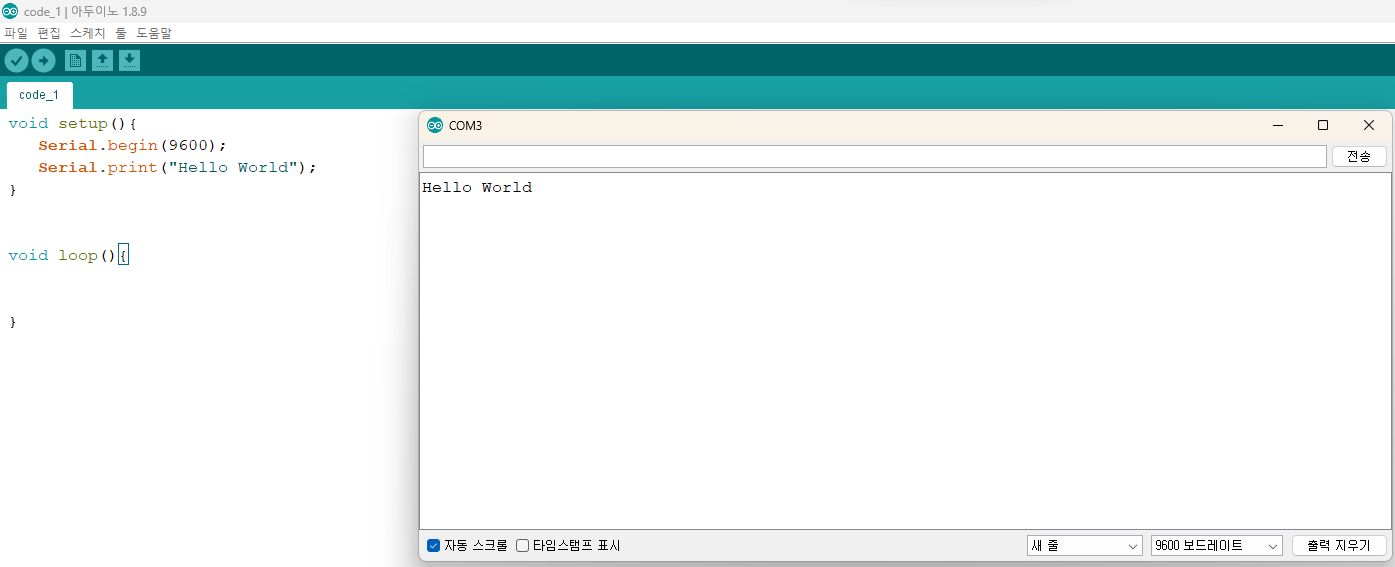 code_1 | 아두이노 1.8.9
파일 편집 스케치 툴 도움말
code_1
void setup(){
Serial.begin(9600);
Serial.print("Hello World");
}
void loop(){
}
COM3
전송
Hello World
자동 스크롤 타임스탬프 표시 새 줄 9600 보드레이트 출력 지우기